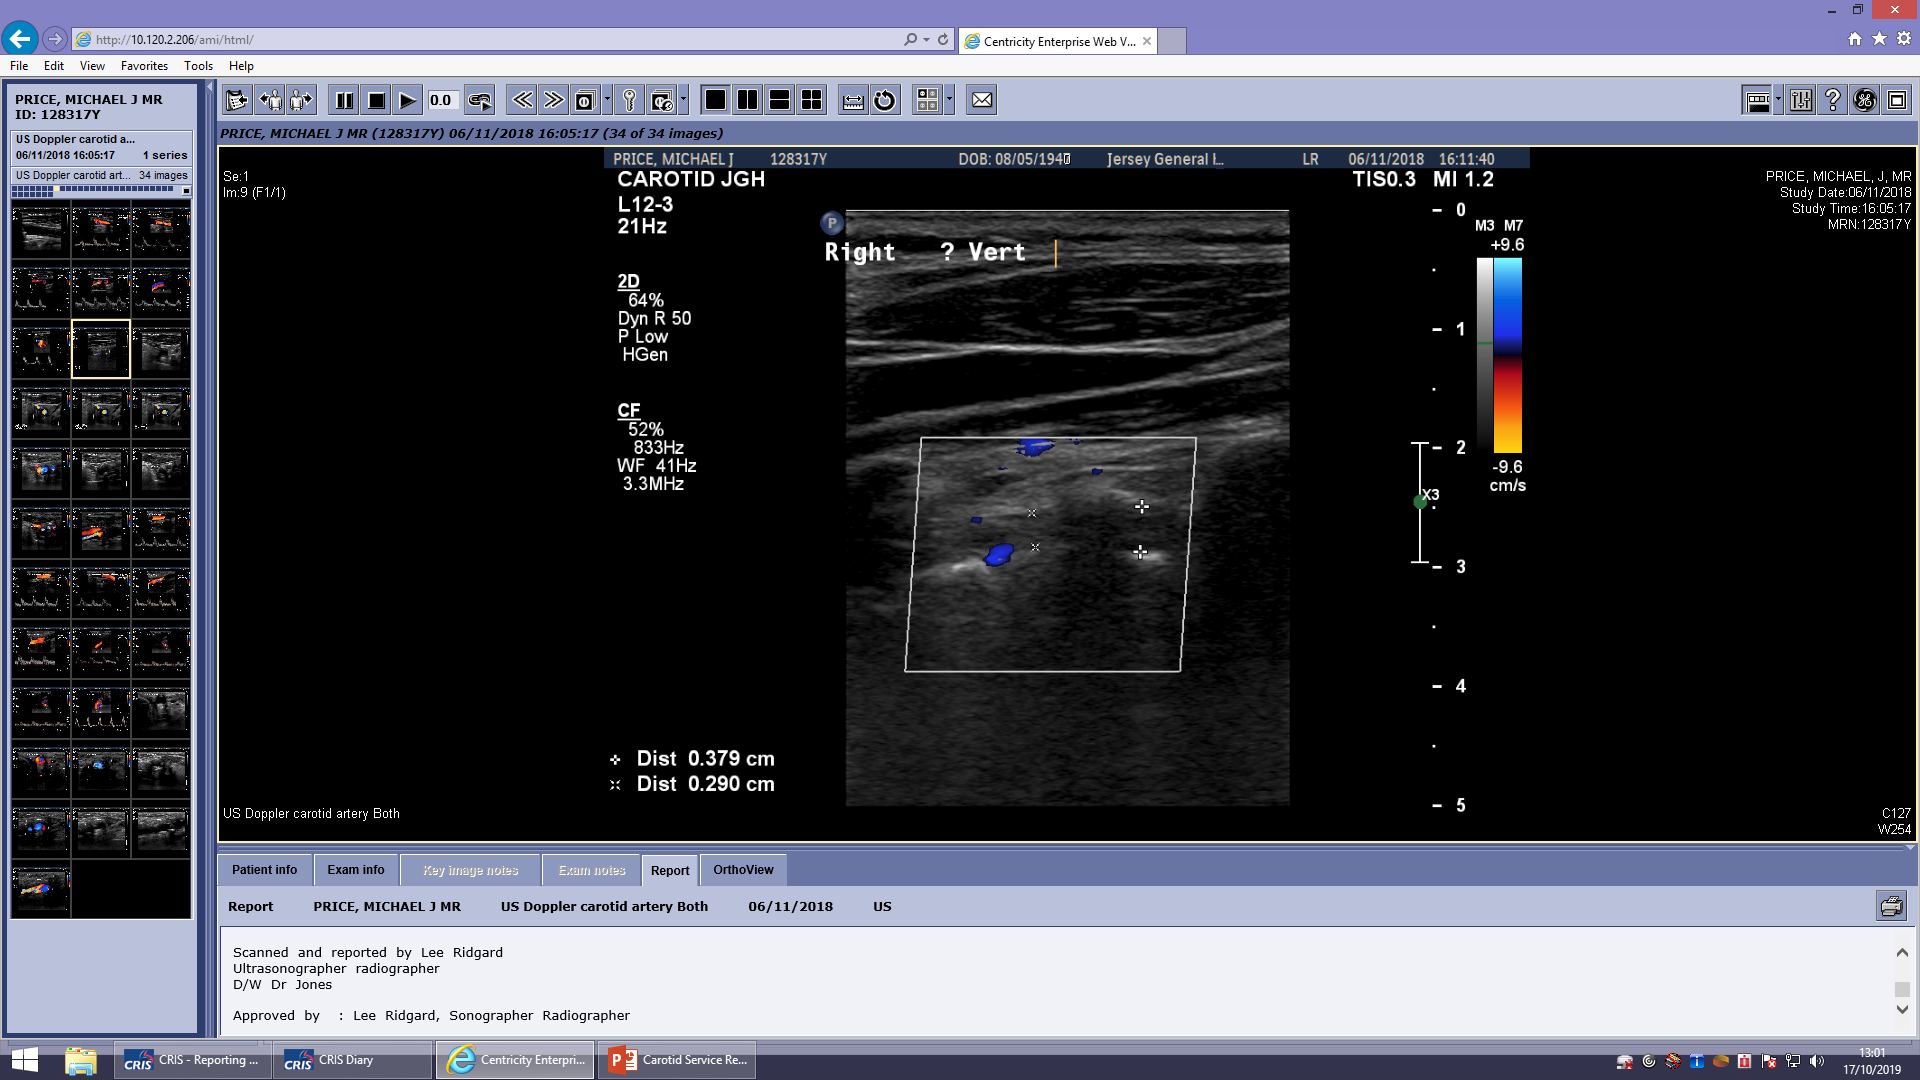 http://10.120.2.206/ami/html/
Centricity Enterprise Web V...
File Edit View Favorites Tools Help
PRICE, MICHAEL J MR
ID: 128317Y
US Doppler carotid a...
06/11/2018 16:05:17 1 series
US Doppler carotid art... 34 images
0.0
PRICE, MICHAEL J MR (128317Y) 06/11/2018 16:05:17 (34 of 34 images)
Se:1
Im:9 (F1/1)
PRICE, MICHAEL J 128317Y DOB: 08/05/1940 Jersey General LR 06/11/2018 16:11:40
CAROTID JGH TIS0.3 MI 1.2
L12-3
21Hz
PRICE, MICHAEL, J, MR
Study Date:06/11/2018
Study Time:16:05:17
MRN:128317Y
P
Right ? Vert
2D
64%
Dyn R 50
P Low
HGen
CF
52%
833Hz
WF 41Hz
3.3MHz
M3 M7
+9.6
-9.6
cm/s
X3
0
1
2
3
4
5
Dist 0.379 cm
Dist 0.290 cm
US Doppler carotid artery Both
C127
W254
Patient info Exam info Key image notes Exam notes Report OrthoView
Report PRICE, MICHAEL J MR US Doppler carotid artery Both 06/11/2018 US
Scanned and reported by Lee Ridgard
Ultrasonographer radiographer
D/W Dr Jones
Approved by : Lee Ridgard, Sonographer Radiographer
CRIS CRIS - Reporting ... CRIS CRIS Diary Centricity Enterpri... Carotid Service Re...
13:01
17/10/2019